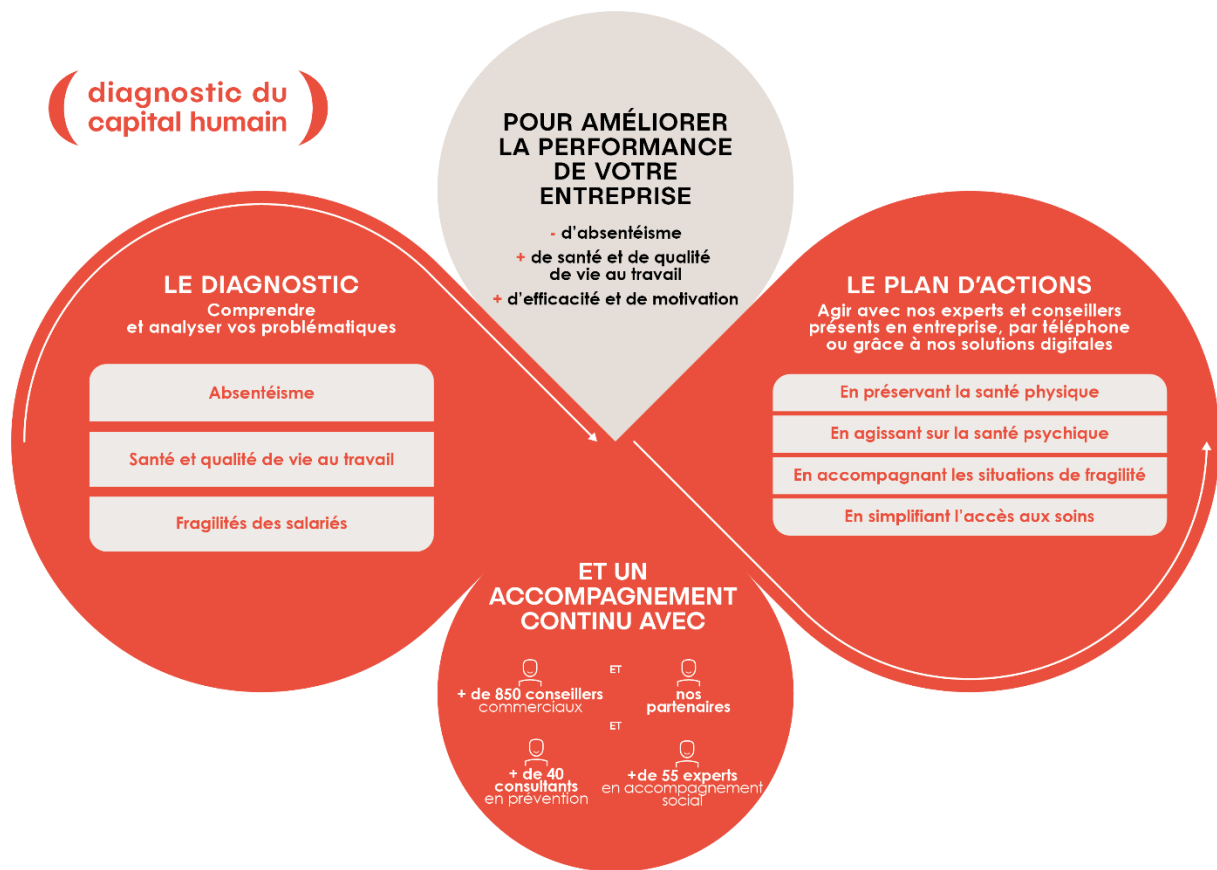 diagnostic du
capital humain
POUR AMÉLIORER
LA PERFORMANCE
DE VOTRE
ENTREPRISE
- d'absentéisme
+ de santé et de qualité
de vie au travail
+ d'efficacité et de motivation
LE DIAGNOSTIC
Comprendre
et analyser vos problématiques
Absentéisme
Santé et qualité de vie au travail
Fragilités des salariés
LE PLAN D'ACTIONS
Agir avec nos experts et conseillers
présents en entreprise, par téléphone
ou grâce à nos solutions digitales
En préservant la santé physique
En agissant sur la santé psychique
En accompagnant les situations de fragilité
En simplifiant l'accès aux soins
ET UN
ACCOMPAGNEMENT
CONTINU AVEC
+ de 850 conseillers
commerciaux
ET
nos
partenaires
ET
+ de 40
consultants
en prévention
+de 55 experts
en accompagnement
social